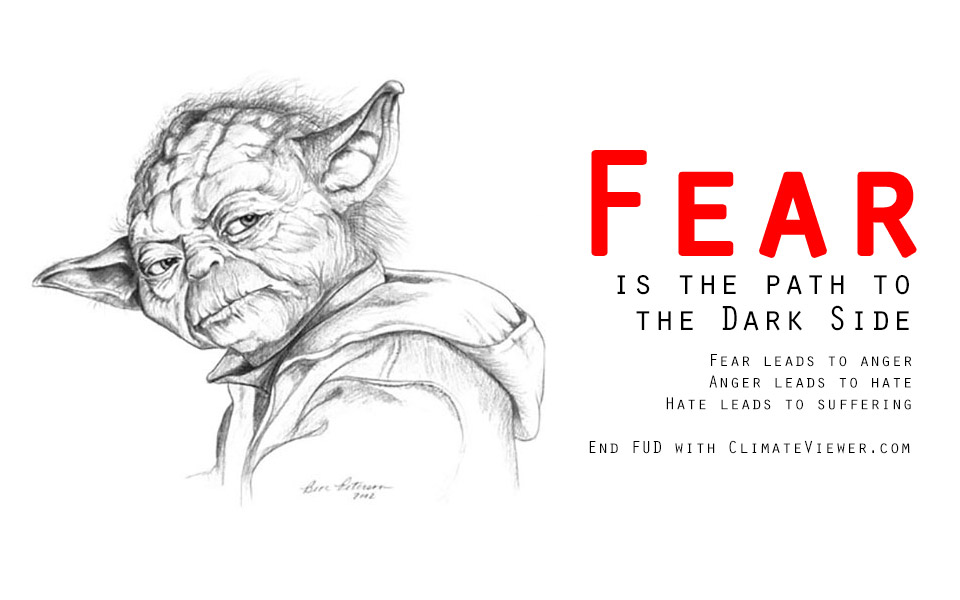 Fear
is the path to
the Dark Side
Fear leads to anger
Anger leads to hate
Hate leads to suffering
End FUD with ClimateViewer.com
2002